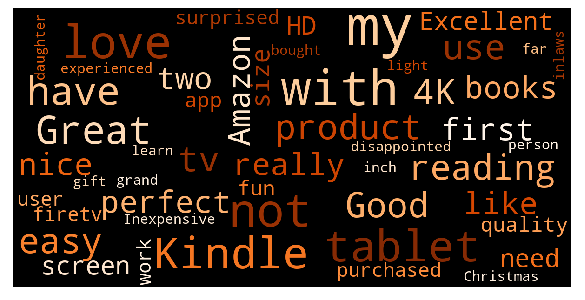 daughter
surprised
HD
my
Excellent
love
bought
use
far
experienced
two
size
light
inlaws
have
app
Amazon
with
4K
books
Great
product
first
learn
disappointed
person
nice
tv
really
inch
reading
gift
grand
fun
user
perfect
not
Good
like
firetv
Inexpensive
quality
easy
work
Kindle
tablet
need
screen
purchased
Christmas